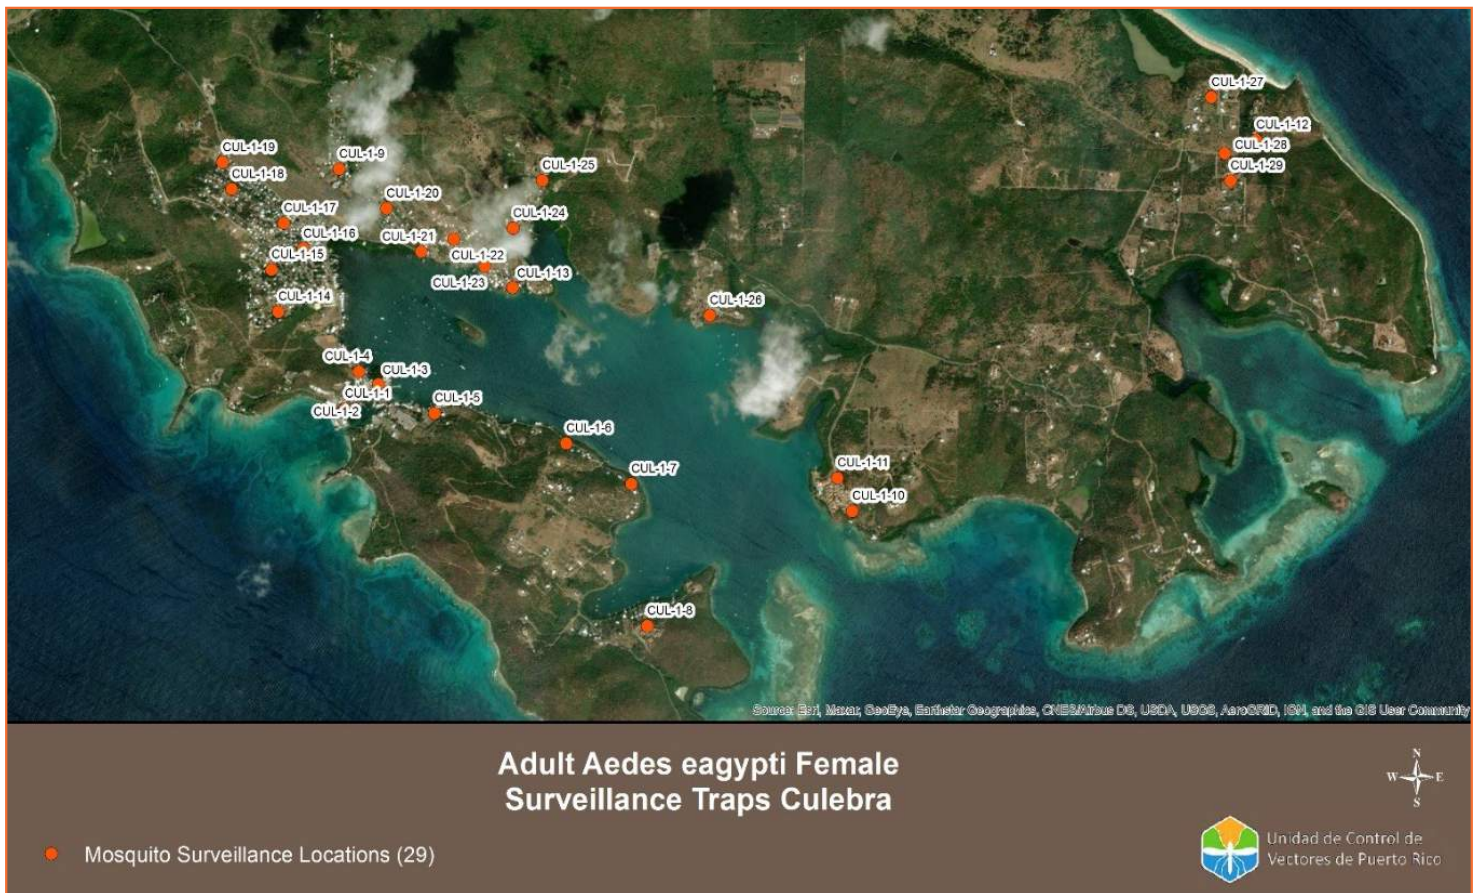 CUL-1-27
CUL-1-12
CUL-1-28
CUL-1-29
CUL-1-19
CUL-1-9
CUL-1-25
CUL-1-18
CUL-1-20
CUL-1-17
CUL-1-24
CUL-1-16
CUL-1-21
CUL-1-15
CUL-1-22
CUL-1-13
CUL-1-23
CUL-1-14
CUL-1-26
CUL-1-4
CUL-1-3
CUL-1-1
CUL-1-2
CUL-1-5
CUL-1-6
CUL-1-7
CUL-1-11
CUL-1-10
CUL-1-8
Source: Esri, Maxar, GeoEye, Earthstar Geographics, CNES/Airbus DS, USDA, USGS, AeroGRID, IGN, and the GIS User Community
Adult Aedes eagypti Female
Surveillance Traps Culebra
N
W E
S
Mosquito Surveillance Locations (29)
Unidad de Control de
Vectores de Puerto Rico